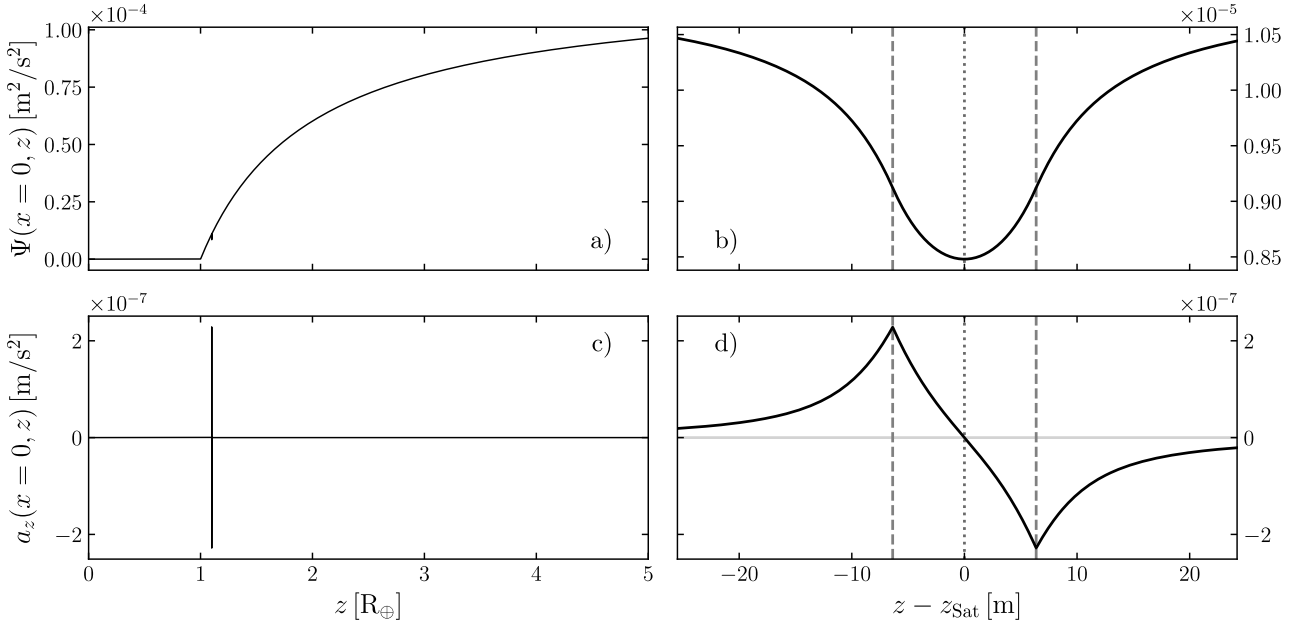 ×10⁻⁴
1.00
0.75
0.50
0.25
0.00
Ψ(x = 0, z) [m²/s²]
a)
×10⁻⁵
1.05
1.00
0.95
0.90
0.85
b)
×10⁻⁷
2
0
−2
a_z(x = 0, z) [m/s²]
c)
0 1 2 3 4 5
z [R⊕]
×10⁻⁷
2
0
−2
d)
−20 −10 0 10 20
z − z_Sat [m]